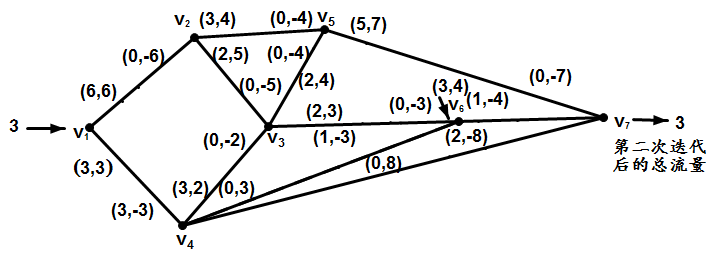 v2 (3,4) (0,-4) v5 (5,7)
(0,-6) (2,5) (0,-4)
(6,6) (0,-5) (2,4) (3,4) (0,-7)
(2,3) (0,-3) v6 (1,-4)
3 v1 (0,-2) v3 (1,-3) (2,-8) v7 3
第二次迭代
后的总流量
(3,3) (0,8)
(3,-3) (3,2) (0,3)
v4